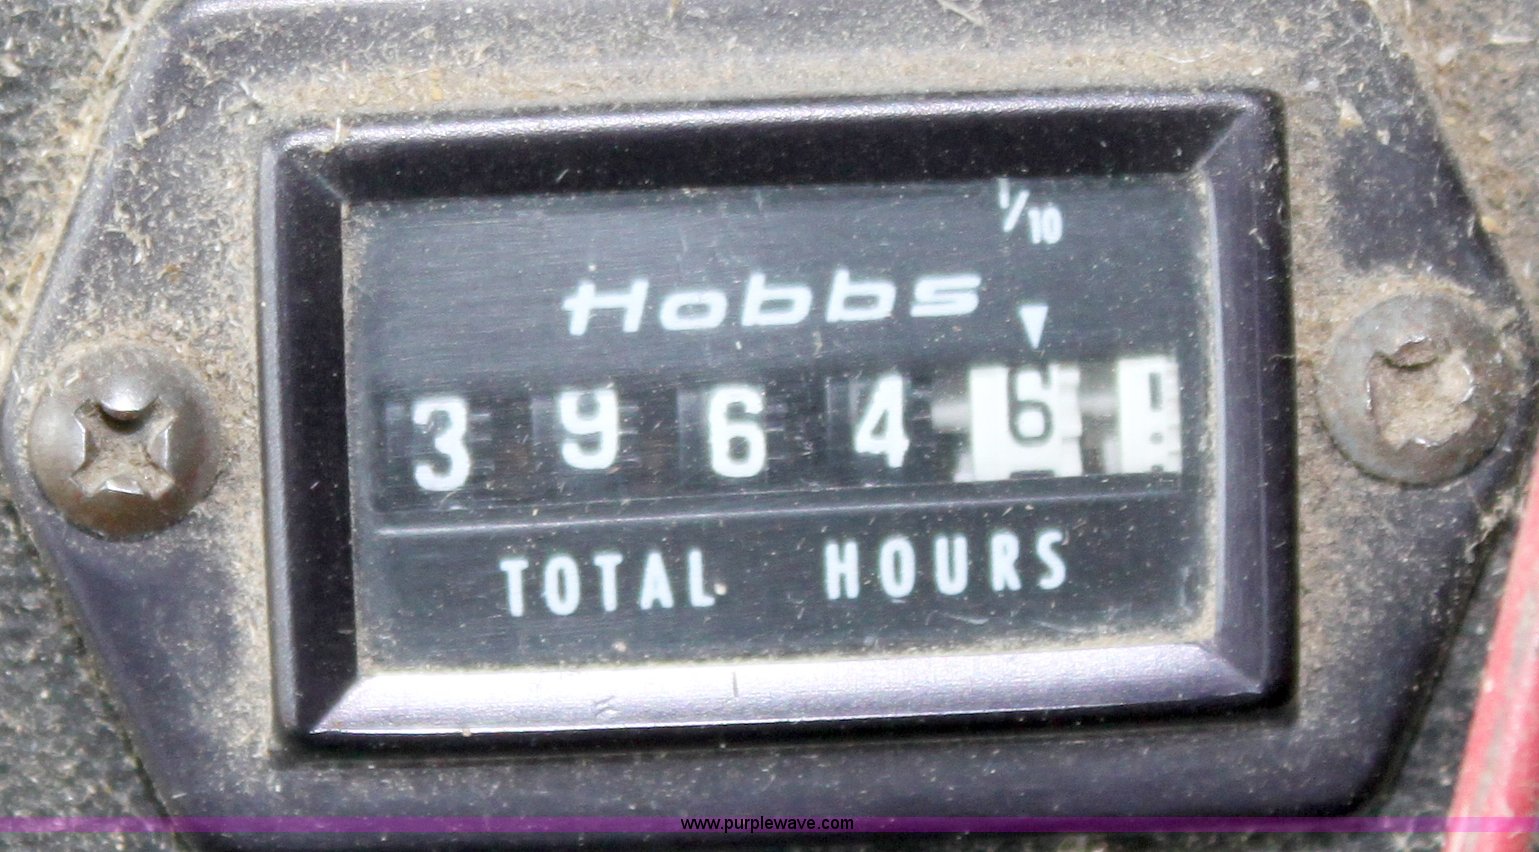 1/10
Hobbs
3 9 6 4 6
TOTAL HOURS
www.purplewave.com